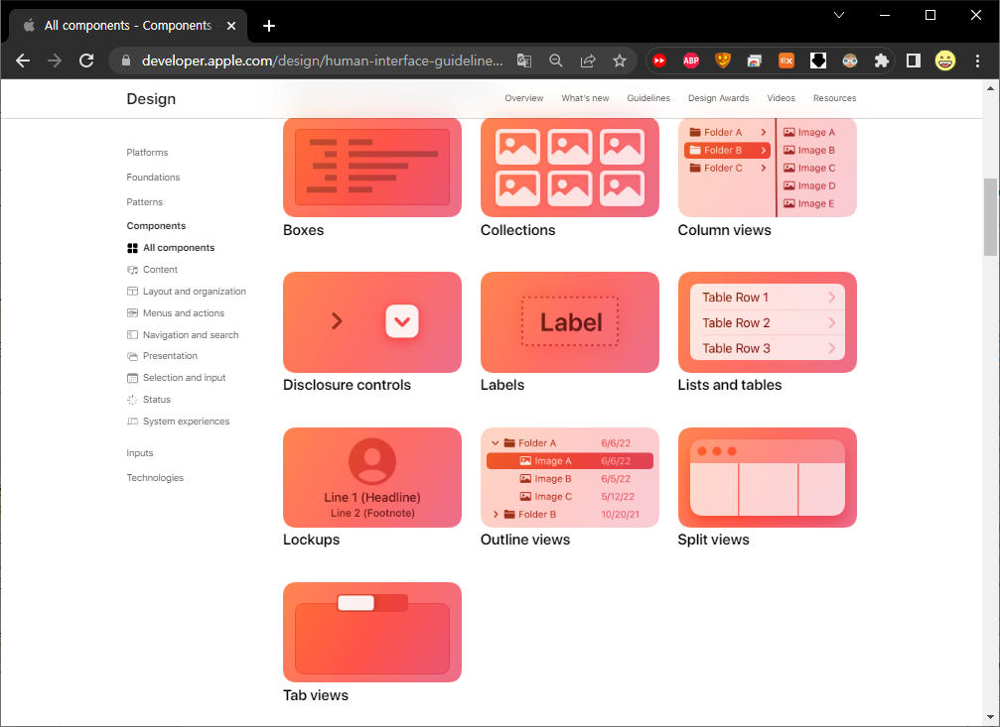 All components - Components
developer.apple.com/design/human-interface-guideline...
ABP
EX
Design
Overview
What's new
Guidelines
Design Awards
Videos
Resources
Platforms
Foundations
Patterns
Components
All components
Content
Layout and organization
Menus and actions
Navigation and search
Presentation
Selection and input
Status
System experiences
Inputs
Technologies
Boxes
Collections
Folder A
Folder B
Folder C
Image A
Image B
Image C
Image D
Image E
Column views
Disclosure controls
Label
Labels
Table Row 1
Table Row 2
Table Row 3
Lists and tables
Line 1 (Headline)
Line 2 (Footnote)
Lockups
Folder A 6/6/22
Image A 6/6/22
Image B 6/5/22
Image C 5/12/22
Folder B 10/20/21
Outline views
Split views
Tab views